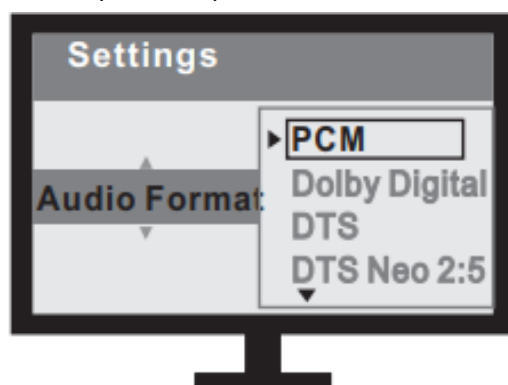 Settings
Audio Format
PCM
Dolby Digital
DTS
DTS Neo 2:5